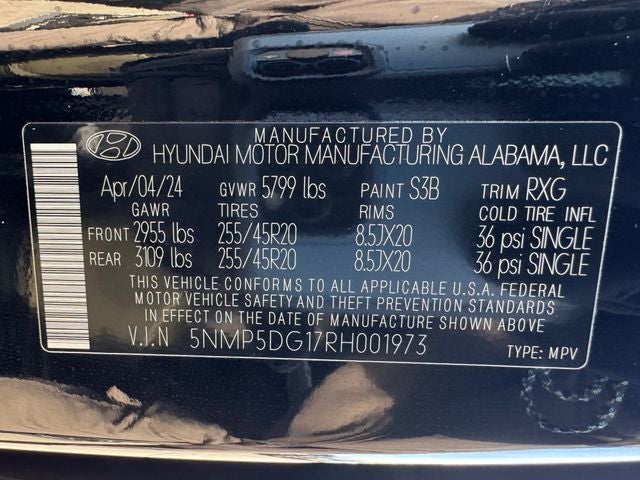 MANUFACTURED BY
HYUNDAI MOTOR MANUFACTURING ALABAMA, LLC
Apr/04/24 GVWR 5799 lbs PAINT S3B TRIM RXG
GAWR TIRES RIMS COLD TIRE INFL
FRONT 2955 lbs 255/45R20 8.5JX20 36 psi SINGLE
REAR 3109 lbs 255/45R20 8.5JX20 36 psi SINGLE
THIS VEHICLE CONFORMS TO ALL APPLICABLE U.S.A. FEDERAL
MOTOR VEHICLE SAFETY AND THEFT PREVENTION STANDARDS
IN EFFECT ON THE DATE OF MANUFACTURE SHOWN ABOVE
V.I.N 5NMP5DG17RH001973 TYPE: MPV